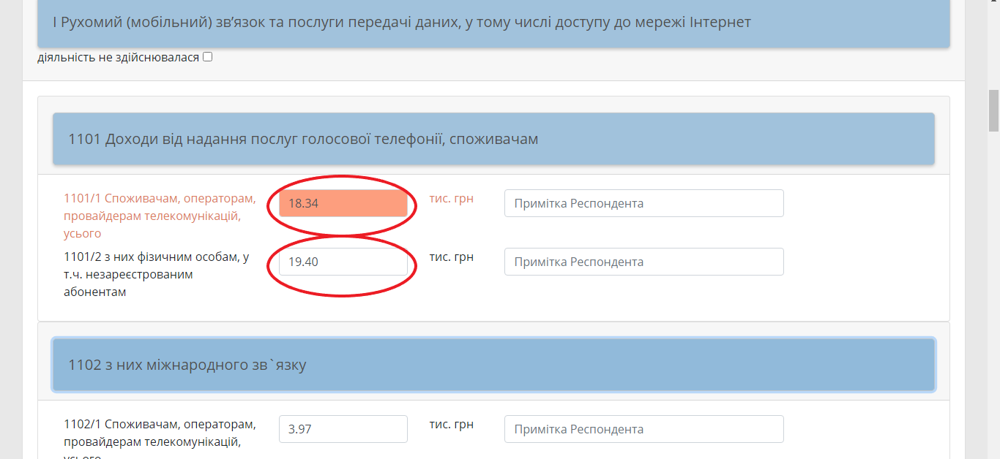 І Рухомий (мобільний) зв’язок та послуги передачі даних, у тому числі доступу до мережі Інтернет
діяльність не здійснювалася
1101 Доходи від надання послуг голосової телефонії, споживачам
1101/1 Споживачам, операторам,
провайдерам телекомунікацій,
усього
18.34
тис. грн
Примітка Респондента
1101/2 з них фізичним особам, у
т.ч. незареєстрованим
абонентам
19.40
тис. грн
Примітка Респондента
1102 з них міжнародного зв`язку
1102/1 Споживачам, операторам,
провайдерам телекомунікацій,
усього
3.97
тис. грн
Примітка Респондента